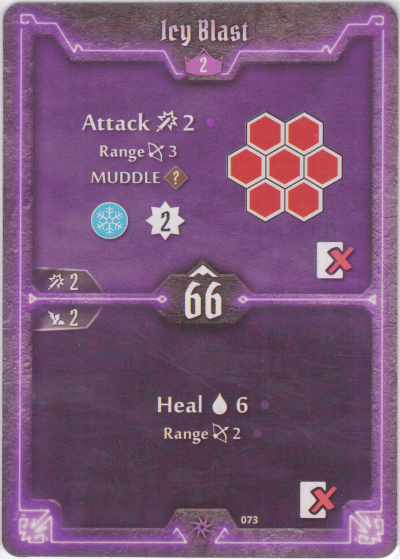 Icy Blast
2
Attack 2
Range 3
MUDDLE ?
2
2
66
2
Heal 6
Range 2
073